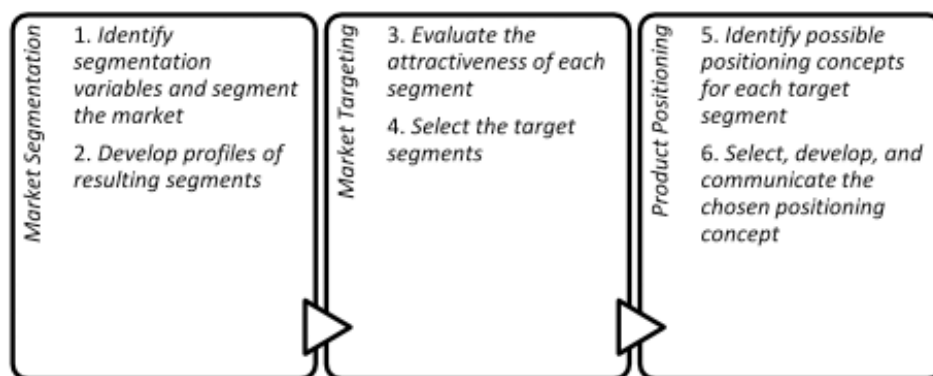 Market Segmentation
1. Identify
segmentation
variables and segment
the market
2. Develop profiles of
resulting segments
Market Targeting
3. Evaluate the
attractiveness of each
segment
4. Select the target
segments
Product Positioning
5. Identify possible
positioning concepts
for each target
segment
6. Select, develop, and
communicate the
chosen positioning
concept